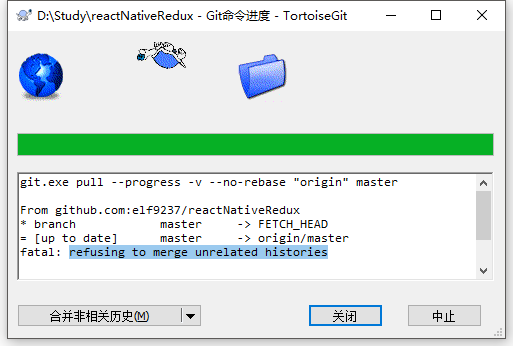 D:\Study\reactNativeRedux - Git命令进度 - TortoiseGit
git.exe pull --progress -v --no-rebase "origin" master
From github.com:elf9237/reactNativeRedux
* branch            master     -> FETCH_HEAD
= [up to date]      master     -> origin/master
fatal: refusing to merge unrelated histories
合并非相关历史(M)
关闭
中止